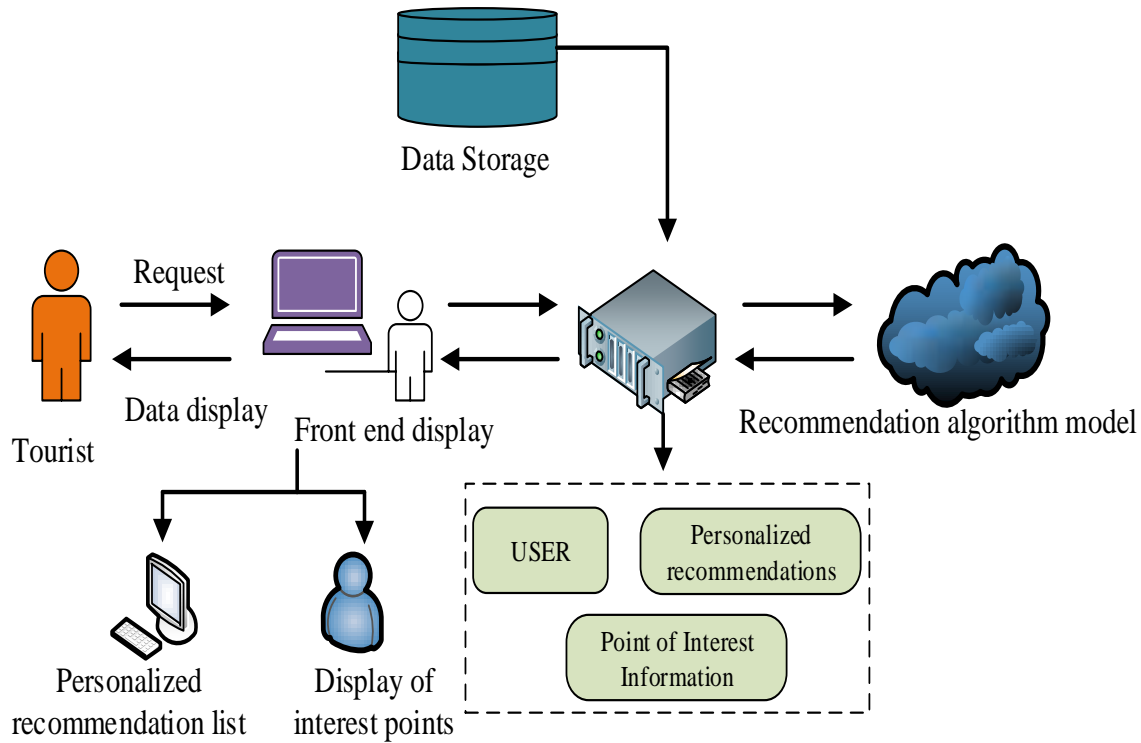 Data Storage
Request
Data display
Tourist
Front end display
Recommendation algorithm model
USER
Personalized
recommendations
Point of Interest
Information
Personalized
recommendation list
Display of
interest points